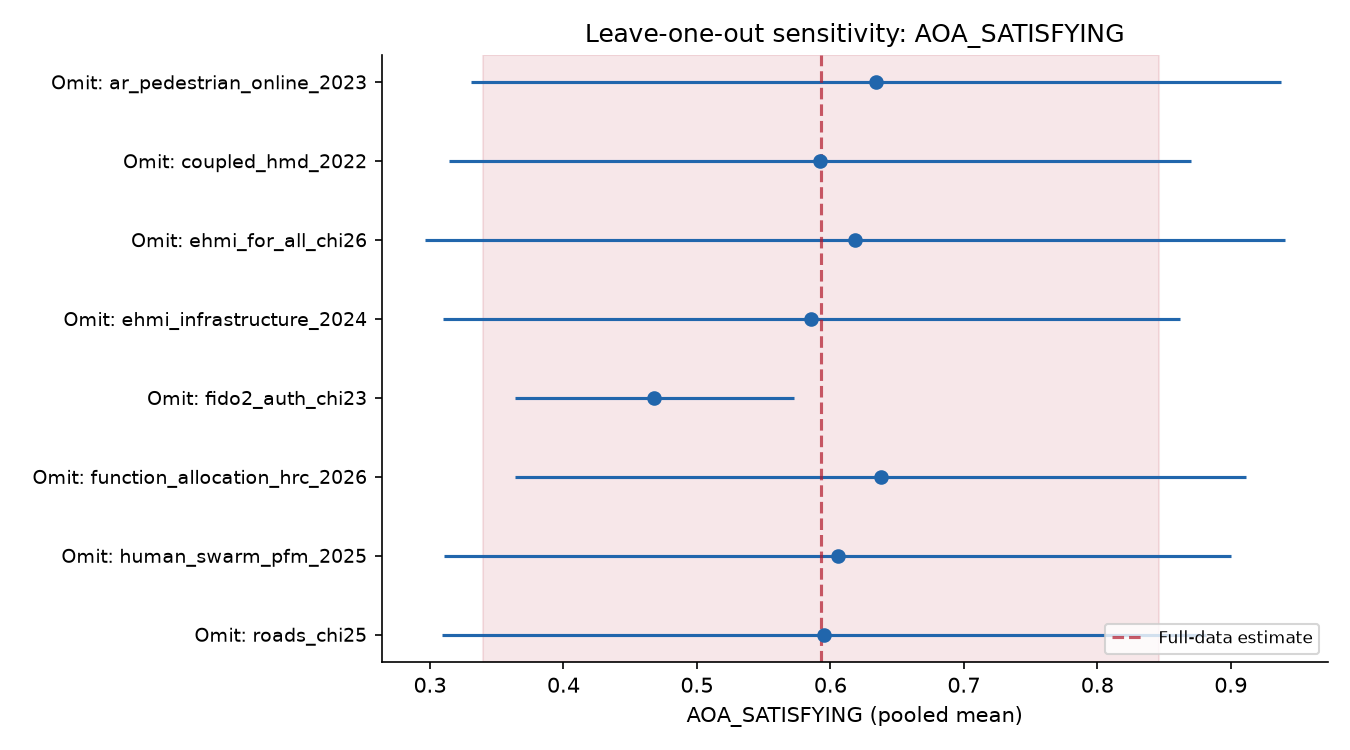 Leave-one-out sensitivity: AOA_SATISFYING
Omit: ar_pedestrian_online_2023
Omit: coupled_hmd_2022
Omit: ehmi_for_all_chi26
Omit: ehmi_infrastructure_2024
Omit: fido2_auth_chi23
Omit: function_allocation_hrc_2026
Omit: human_swarm_pfm_2025
Omit: roads_chi25
Full-data estimate
0.3 0.4 0.5 0.6 0.7 0.8 0.9
AOA_SATISFYING (pooled mean)